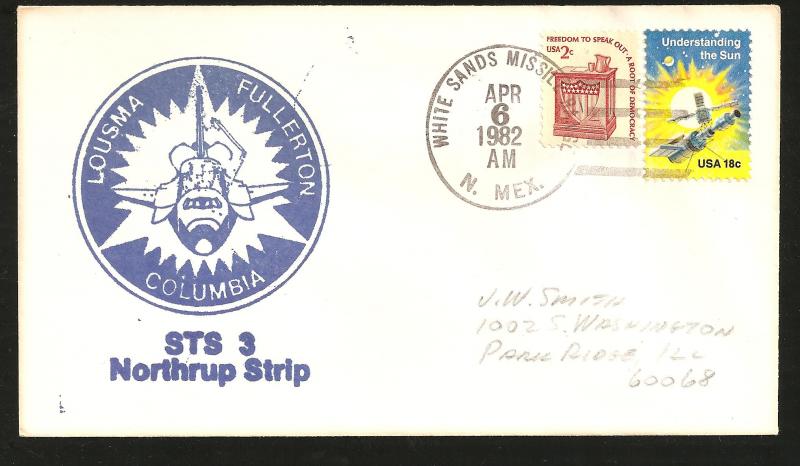 LOUSMA FULLERTON
COLUMBIA
STS 3
Northrup Strip
WHITE SANDS MISSILE
APR
6
1982
AM
N. MEX.
FREEDOM TO SPEAK OUT·A ROOT OF DEMOCRACY
USA 2c
Understanding
the Sun
USA 18c
J.W. SMITH
1002 S. WASHINGTON
PARK RIDGE, ILL
60068